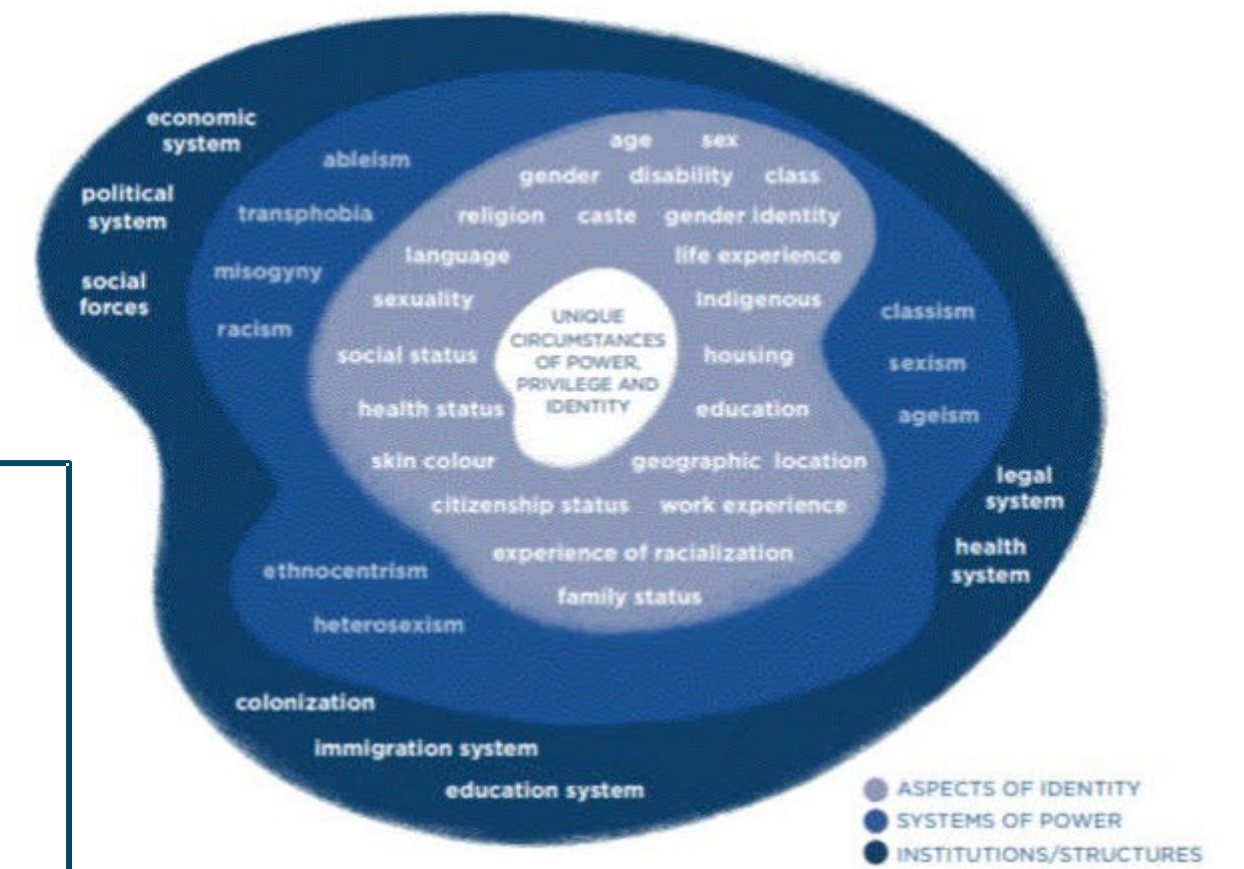 economic
system
political
system
social
forces
ableism
transphobia
misogyny
racism
age sex
gender disability class
religion caste gender identity
language life experience
sexuality Indigenous
social status housing
health status education
skin colour geographic location
citizenship status work experience
experience of racialization
family status
UNIQUE
CIRCUMSTANCES
OF POWER,
PRIVILEGE AND
IDENTITY
classism
sexism
ageism
legal
system
health
system
ethnocentrism
heterosexism
colonization
immigration system
education system
ASPECTS OF IDENTITY
SYSTEMS OF POWER
INSTITUTIONS/STRUCTURES